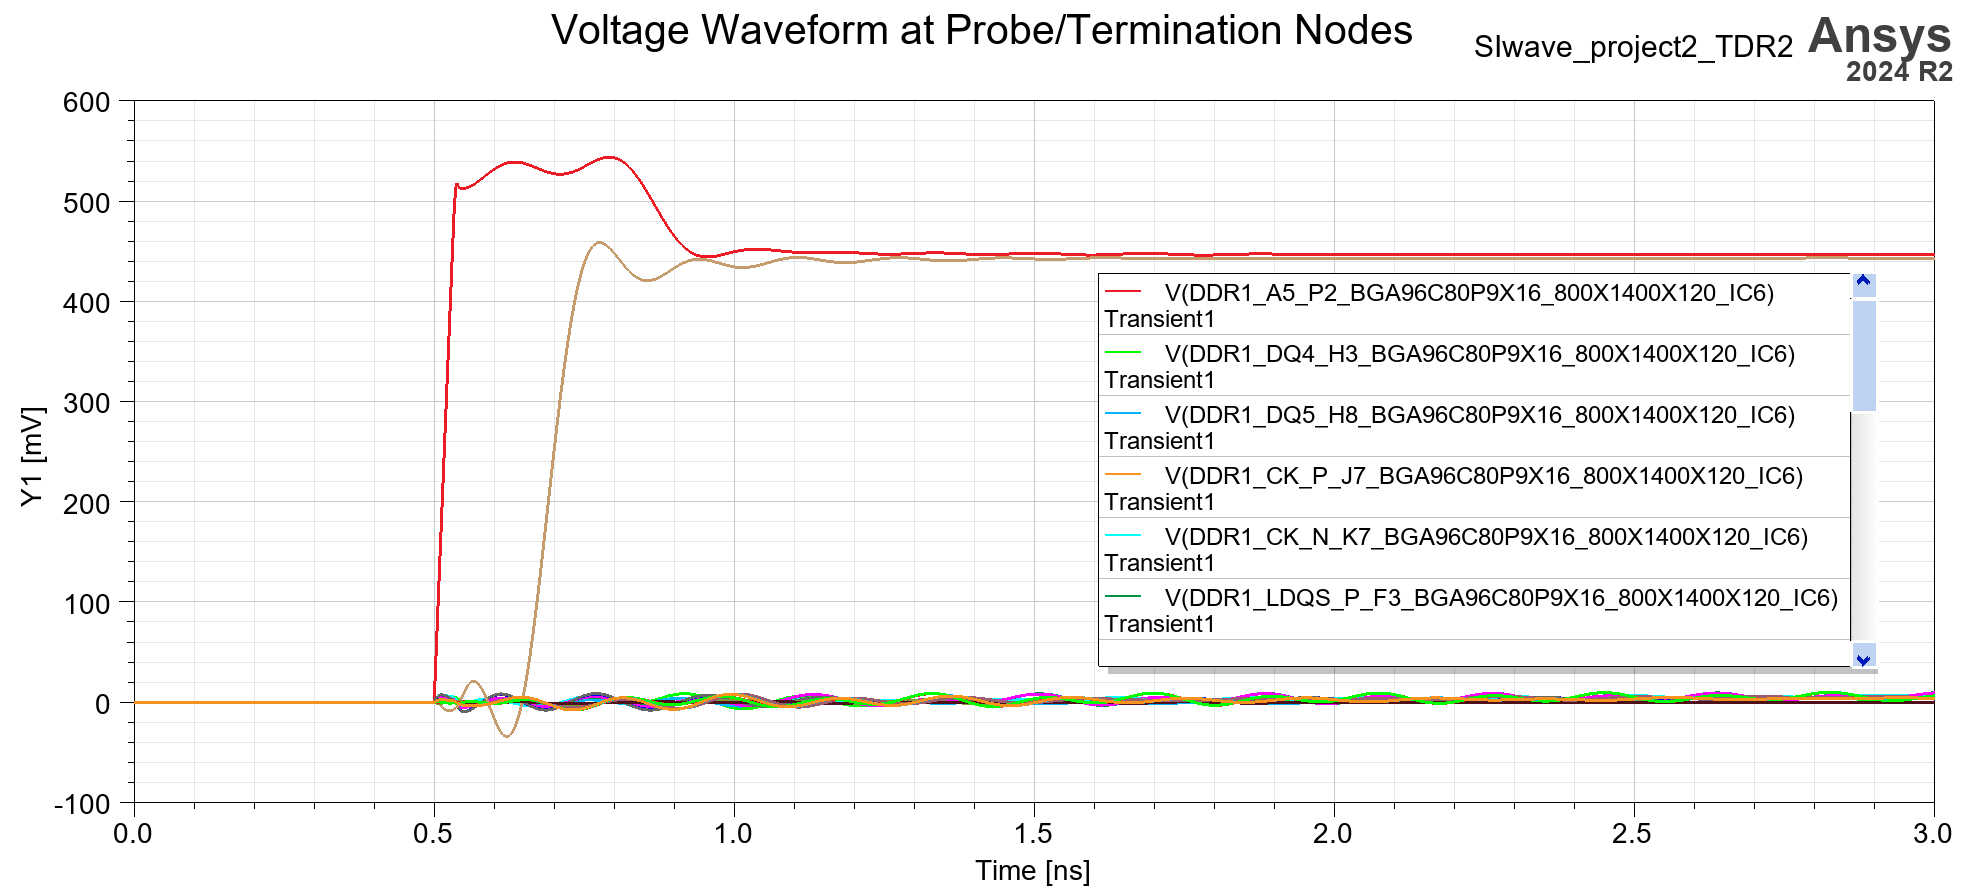 Voltage Waveform at Probe/Termination Nodes
SIwave_project2_TDR2
Ansys
2024 R2
600
500
400
300
200
100
0
-100
Y1 [mV]
V(DDR1_A5_P2_BGA96C80P9X16_800X1400X120_IC6)
Transient1
V(DDR1_DQ4_H3_BGA96C80P9X16_800X1400X120_IC6)
Transient1
V(DDR1_DQ5_H8_BGA96C80P9X16_800X1400X120_IC6)
Transient1
V(DDR1_CK_P_J7_BGA96C80P9X16_800X1400X120_IC6)
Transient1
V(DDR1_CK_N_K7_BGA96C80P9X16_800X1400X120_IC6)
Transient1
V(DDR1_LDQS_P_F3_BGA96C80P9X16_800X1400X120_IC6)
Transient1
0.0 0.5 1.0 1.5 2.0 2.5 3.0
Time [ns]